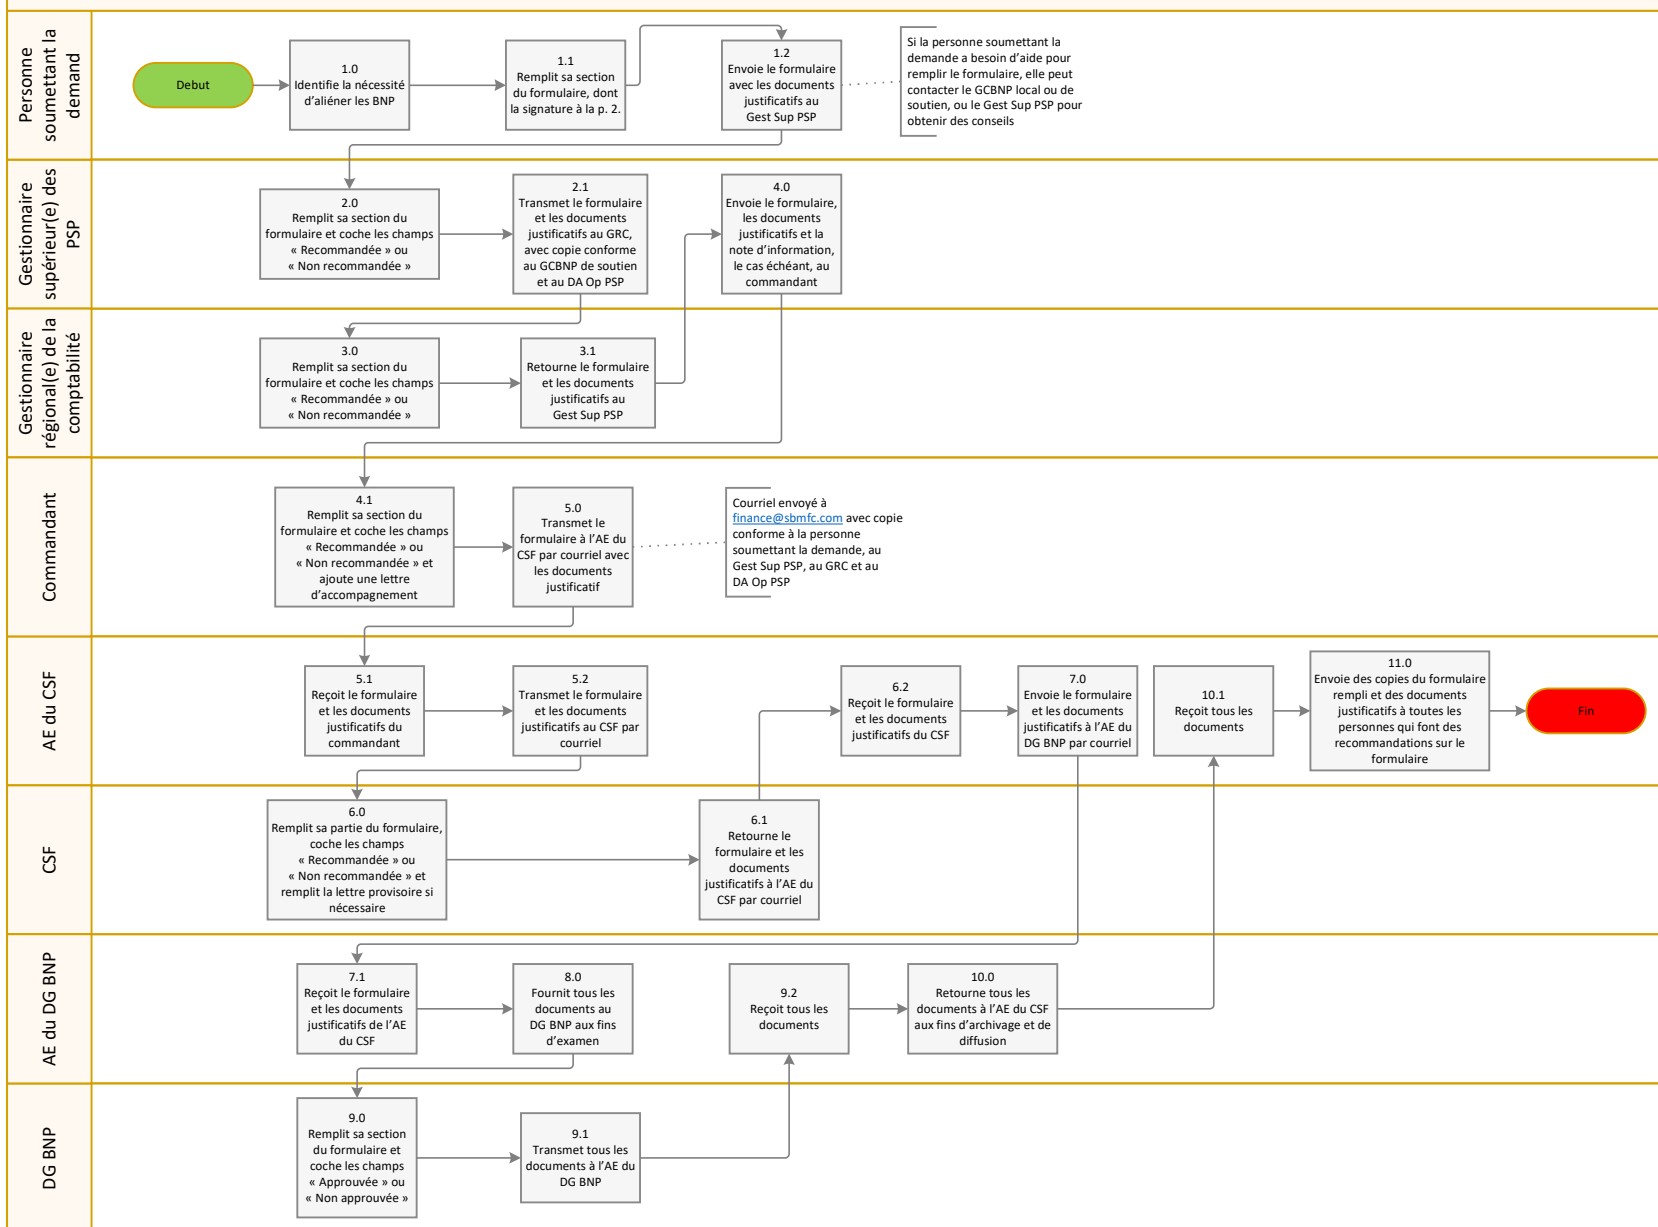 Personne
soumettant la
demand
Debut
1.0
Identifie la nécessité
d'aliéner les BNP
1.1
Remplit sa section
du formulaire, dont
la signature à la p. 2.
1.2
Envoie le formulaire
avec les documents
justificatifs au
Gest Sup PSP
Si la personne soumettant la
demande a besoin d'aide pour
remplir le formulaire, elle peut
contacter le GCBNP local ou de
soutien, ou le Gest Sup PSP pour
obtenir des conseils
Gestionnaire
supérieur(e) des
PSP
2.0
Remplit sa section du
formulaire et coche les champs
« Recommandée » ou
« Non recommandée »
2.1
Transmet le formulaire
et les documents
justificatifs au GRC,
avec copie conforme
au GCBNP de soutien
et au DA Op PSP
4.0
Envoie le formulaire,
les documents
justificatifs et la
note d'information,
le cas échéant, au
commandant
Gestionnaire
régional(e) de la
comptabilité
3.0
Remplit sa section du
formulaire et coche les champs
« Recommandée » ou
« Non recommandée »
3.1
Retourne le formulaire
et les documents
justificatifs au
Gest Sup PSP
Commandant
4.1
Remplit sa section du
formulaire et coche les champs
« Recommandée » ou
« Non recommandée » et
ajoute une lettre
d'accompagnement
5.0
Transmet le
formulaire à l'AE du
CSF par courriel avec
les documents
justificatif
Courriel envoyé à
finance@sbmfc.com avec copie
conforme à la personne
soumettant la demande, au
Gest Sup PSP, au GRC et au
DA Op PSP
AE du CSF
5.1
Reçoit le formulaire
et les documents
justificatifs du
commandant
5.2
Transmet le formulaire
et les documents
justificatifs au CSF par
courriel
6.2
Reçoit le formulaire
et les documents
justificatifs du CSF
7.0
Envoie le formulaire
et les documents
justificatifs à l'AE du
DG BNP par courriel
10.1
Reçoit tous les
documents
11.0
Envoie des copies du formulaire
rempli et des documents
justificatifs à toutes les
personnes qui font des
recommandations sur le
formulaire
Fin
CSF
6.0
Remplit sa partie du formulaire,
coche les champs
« Recommandée » ou
« Non recommandée » et
remplit la lettre provisoire si
nécessaire
6.1
Retourne le
formulaire et les
documents
justificatifs à l'AE du
CSF par courriel
AE du DG BNP
7.1
Reçoit le formulaire
et les documents
justificatifs de l'AE
du CSF
8.0
Fournit tous les
documents au
DG BNP aux fins
d'examen
9.2
Reçoit tous les
documents
10.0
Retourne tous les
documents à l'AE du CSF
aux fins d'archivage et de
diffusion
DG BNP
9.0
Remplit sa section
du formulaire et
coche les champs
« Approuvée » ou
« Non approuvée »
9.1
Transmet tous les
documents à l'AE du
DG BNP